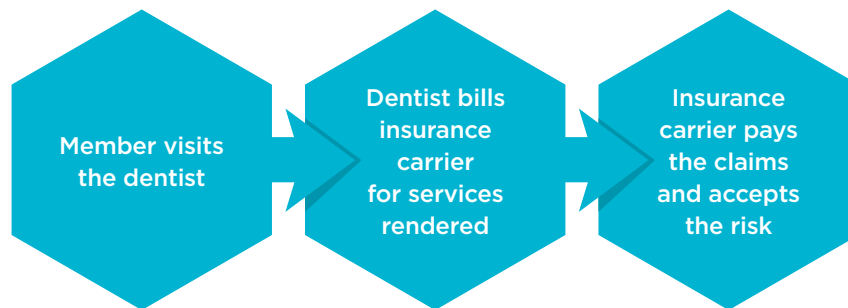 Member visits
the dentist
Dentist bills
insurance
carrier
for services
rendered
Insurance
carrier pays
the claims
and accepts
the risk